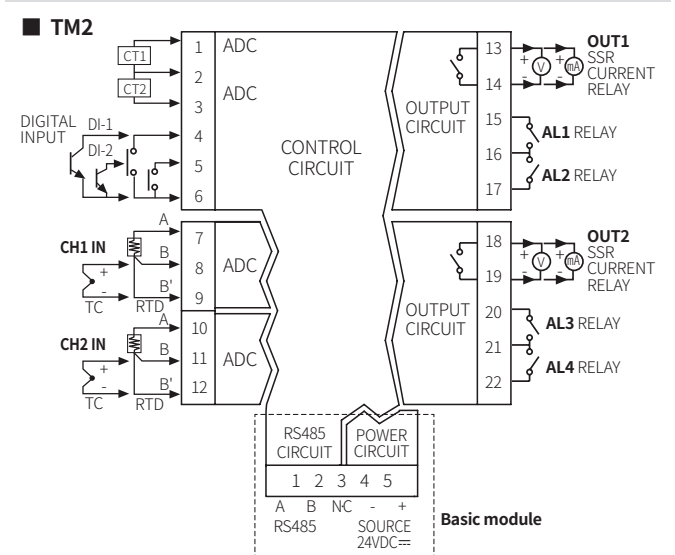 ■ TM2
CT1
CT2
1
2
3
4
5
6
ADC
ADC
DIGITAL
INPUT
DI-1
DI-2
CONTROL
CIRCUIT
OUTPUT
CIRCUIT
13
14
15
16
17
+
-
V
+
-
mA
OUT1
SSR
CURRENT
RELAY
AL1 RELAY
AL2 RELAY
CH1 IN
+
-
TC
RTD
A
B
B'
7
8
9
ADC
CH2 IN
+
-
TC
RTD
A
B
B'
10
11
12
ADC
OUTPUT
CIRCUIT
18
19
20
21
22
+
-
V
+
-
mA
OUT2
SSR
CURRENT
RELAY
AL3 RELAY
AL4 RELAY
RS485
CIRCUIT
POWER
CIRCUIT
1 2 3 4 5
A B N·C - +
RS485
SOURCE
24VDC⎓
Basic module